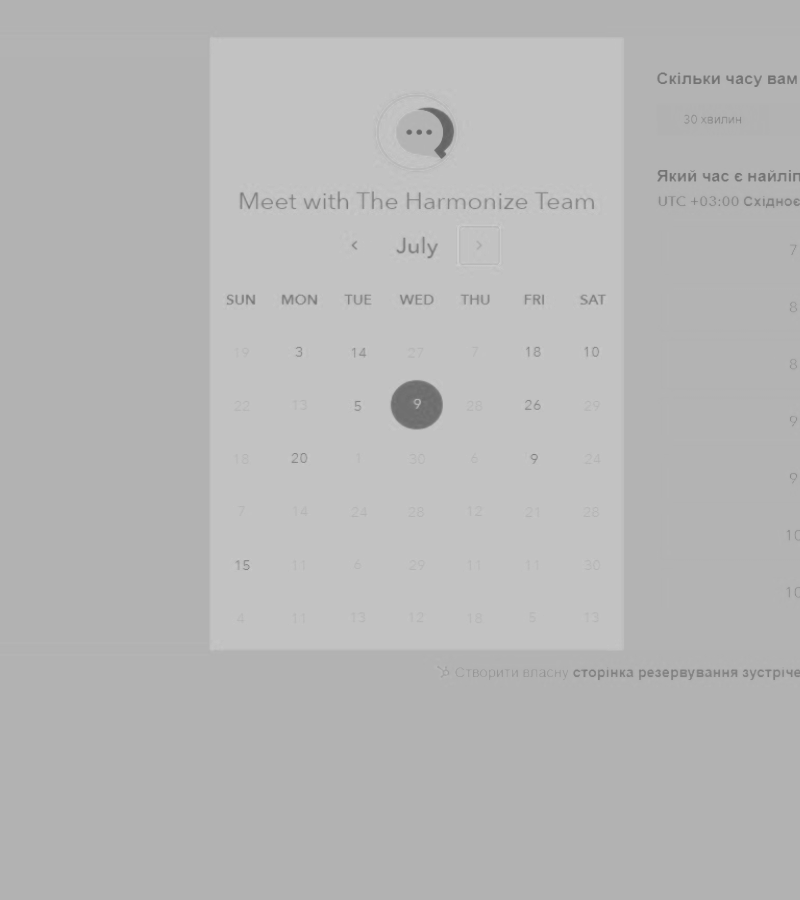 Meet with The Harmonize Team
July
SUN MON TUE WED THU FRI SAT
19 3 14 27 7 18 10
22 13 5 9 28 26 29
18 20 1 30 6 9 24
7 14 24 28 12 21 28
15 11 6 29 11 11 30
4 11 13 12 18 5 13
Скільки часу вам
30 хвилин
Який час є найліп
UTC +03:00 Східноє
7
8
8
9
9
10
10
Створити власну сторінка резервування зустріче